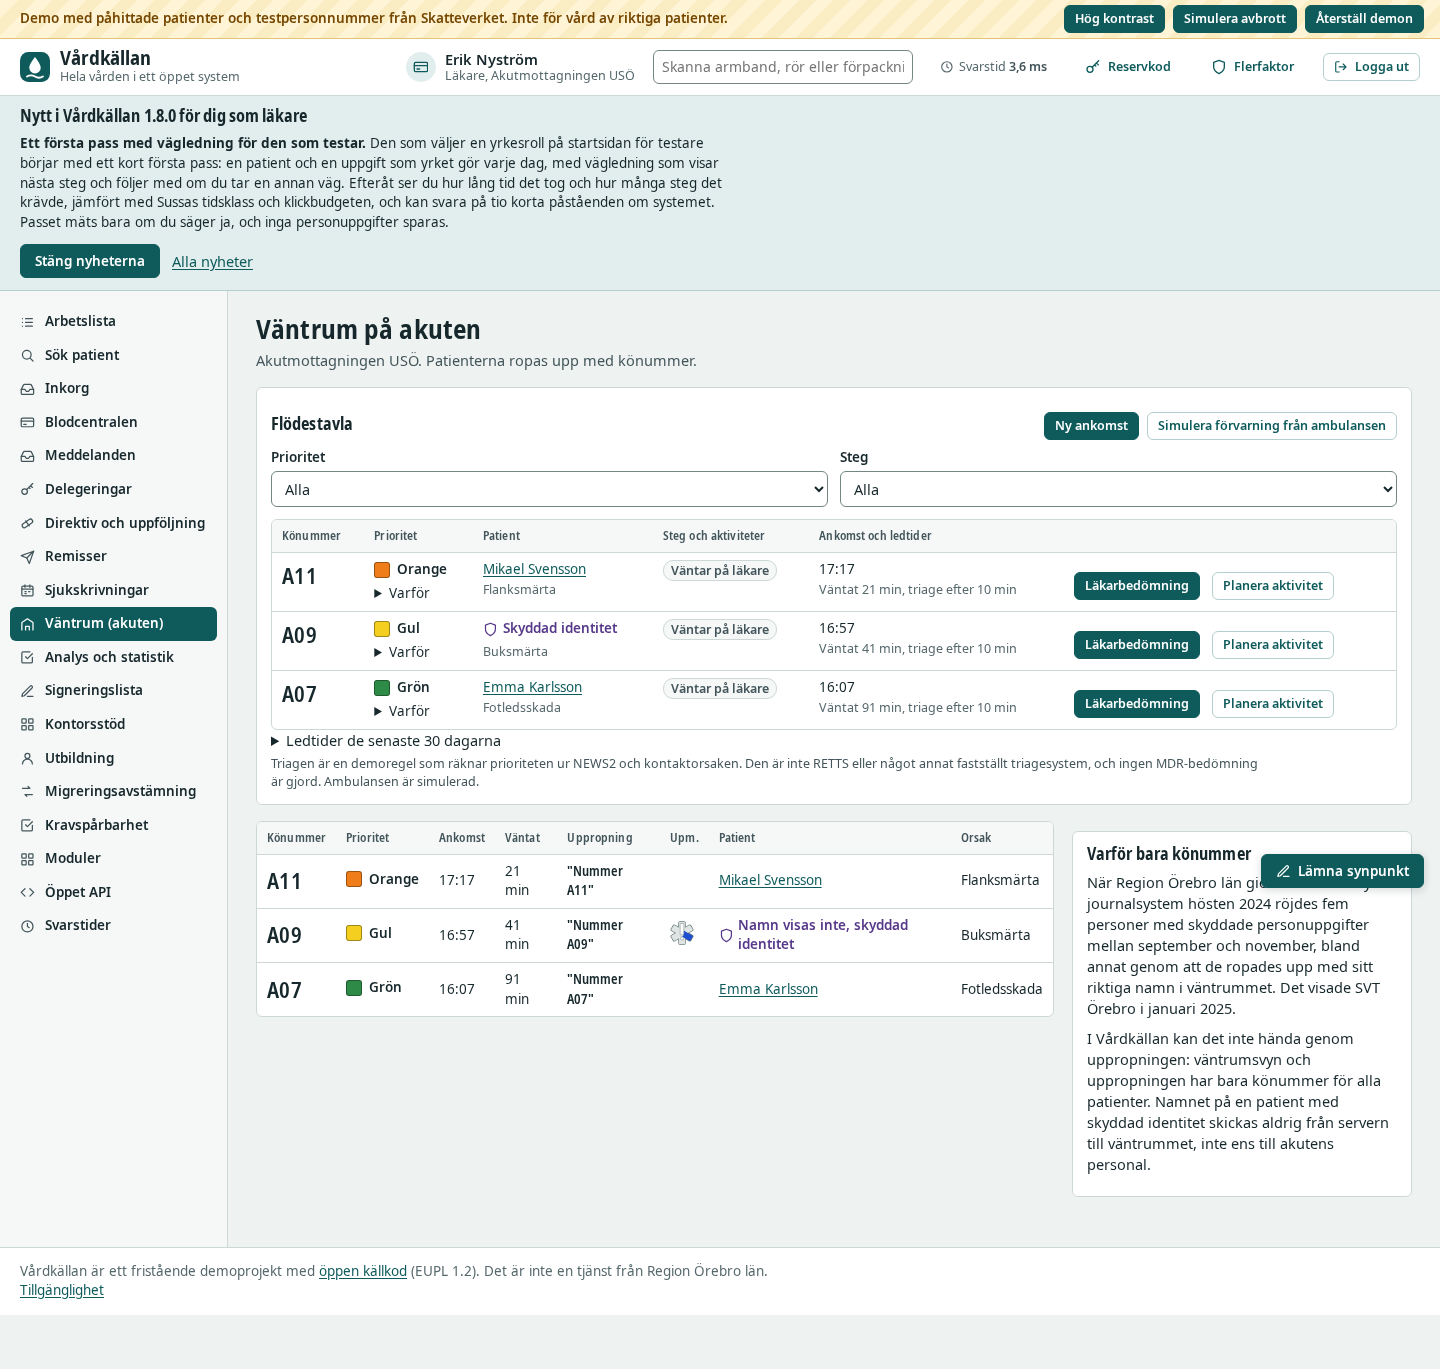 Demo med påhittade patienter och testpersonnummer från Skatteverket. Inte för vård av riktiga patienter.
Hög kontrast
Simulera avbrott
Återställ demon
Vårdkällan
Hela vården i ett öppet system
Erik Nyström
Läkare, Akutmottagningen USÖ
Skanna armband, rör eller förpackni
Svarstid 3,6 ms
Reservkod
Flerfaktor
Logga ut
Nytt i Vårdkällan 1.8.0 för dig som läkare
Ett första pass med vägledning för den som testar. Den som väljer en yrkesroll på startsidan för testare
börjar med ett kort första pass: en patient och en uppgift som yrket gör varje dag, med vägledning som visar
nästa steg och följer med om du tar en annan väg. Efteråt ser du hur lång tid det tog och hur många steg det
krävde, jämfört med Sussas tidsklass och klickbudgeten, och kan svara på tio korta påståenden om systemet.
Passet mäts bara om du säger ja, och inga personuppgifter sparas.
Stäng nyheterna
Alla nyheter
Arbetslista
Sök patient
Inkorg
Blodcentralen
Meddelanden
Delegeringar
Direktiv och uppföljning
Remisser
Sjukskrivningar
Väntrum (akuten)
Analys och statistik
Signeringslista
Kontorsstöd
Utbildning
Migreringsavstämning
Kravspårbarhet
Moduler
Öppet API
Svarstider
Väntrum på akuten
Akutmottagningen USÖ. Patienterna ropas upp med könummer.
Flödestavla
Ny ankomst
Simulera förvarning från ambulansen
Prioritet
Steg
Alla
Alla
Könummer Prioritet Patient Steg och aktiviteter Ankomst och ledtider
A11 Orange Mikael Svensson Väntar på läkare 17:17 Läkarbedömning Planera aktivitet
Varför Flanksmärta Väntat 21 min, triage efter 10 min
A09 Gul Skyddad identitet Väntar på läkare 16:57 Läkarbedömning Planera aktivitet
Varför Buksmärta Väntat 41 min, triage efter 10 min
A07 Grön Emma Karlsson Väntar på läkare 16:07 Läkarbedömning Planera aktivitet
Varför Fotledsskada Väntat 91 min, triage efter 10 min
Ledtider de senaste 30 dagarna
Triagen är en demoregel som räknar prioriteten ur NEWS2 och kontaktorsaken. Den är inte RETTS eller något annat fastställt triagesystem, och ingen MDR-bedömning
är gjord. Ambulansen är simulerad.
Könummer Prioritet Ankomst Väntat Uppropning Upm. Patient Orsak
A11 Orange 17:17 21 min "Nummer A11" Mikael Svensson Flanksmärta
A09 Gul 16:57 41 min "Nummer A09" Namn visas inte, skyddad identitet Buksmärta
A07 Grön 16:07 91 min "Nummer A07" Emma Karlsson Fotledsskada
Varför bara könummer
Lämna synpunkt
När Region Örebro län
journalsystem hösten 2024 röjdes fem
personer med skyddade personuppgifter
mellan september och november, bland
annat genom att de ropades upp med sitt
riktiga namn i väntrummet. Det visade SVT
Örebro i januari 2025.
I Vårdkällan kan det inte hända genom
uppropningen: väntrumsvyn och
uppropningen har bara könummer för alla
patienter. Namnet på en patient med
skyddad identitet skickas aldrig från servern
till väntrummet, inte ens till akutens
personal.
Vårdkällan är ett fristående demoprojekt med öppen källkod (EUPL 1.2). Det är inte en tjänst från Region Örebro län.
Tillgänglighet